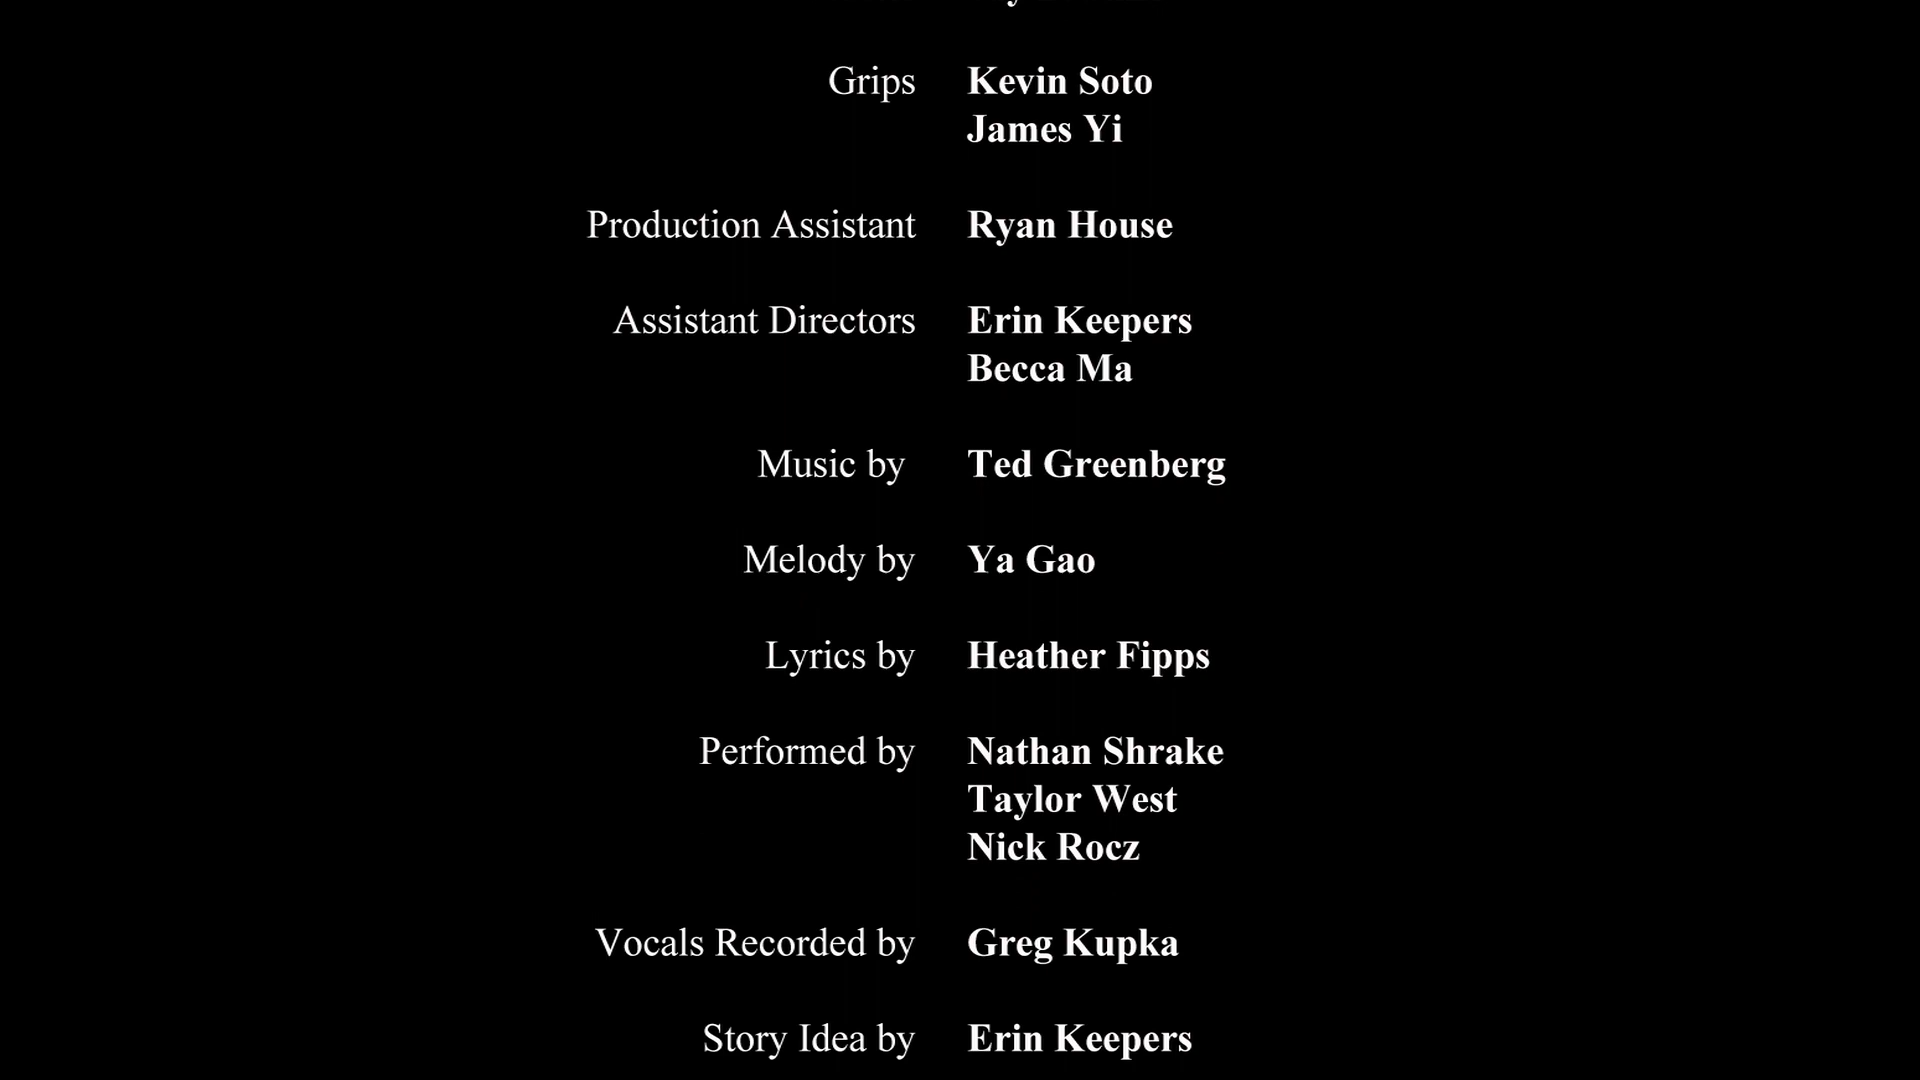 Grips Kevin Soto
James Yi
Production Assistant Ryan House
Assistant Directors Erin Keepers
Becca Ma
Music by Ted Greenberg
Melody by Ya Gao
Lyrics by Heather Fipps
Performed by Nathan Shrake
Taylor West
Nick Rocz
Vocals Recorded by Greg Kupka
Story Idea by Erin Keepers